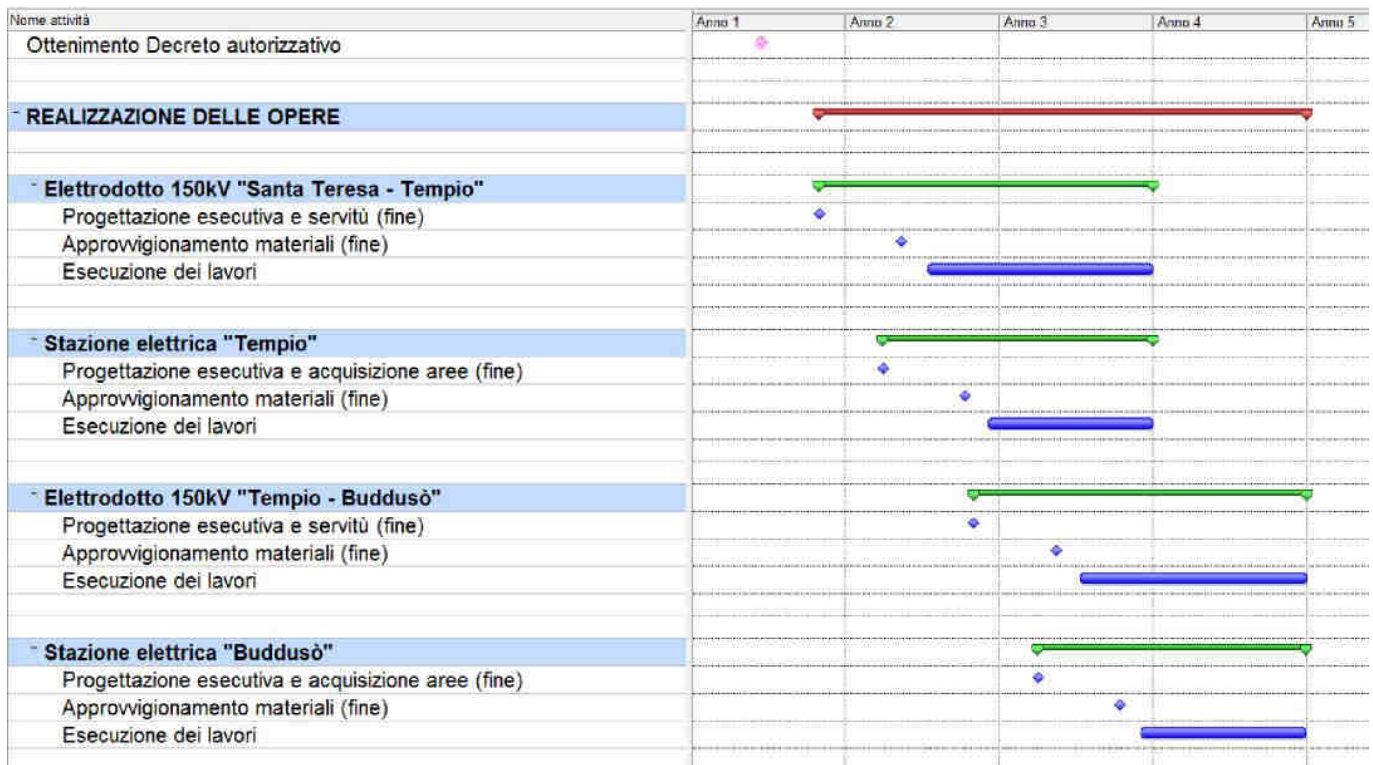 Nome attività Anno 1 Anno 2 Anno 3 Anno 4 Anno 5
Ottenimento Decreto autorizzativo
- REALIZZAZIONE DELLE OPERE
- Elettrodotto 150kV "Santa Teresa - Tempio"
Progettazione esecutiva e servitù (fine)
Approvvigionamento materiali (fine)
Esecuzione dei lavori
- Stazione elettrica "Tempio"
Progettazione esecutiva e acquisizione aree (fine)
Approvvigionamento materiali (fine)
Esecuzione dei lavori
- Elettrodotto 150kV "Tempio - Buddusò"
Progettazione esecutiva e servitù (fine)
Approvvigionamento materiali (fine)
Esecuzione dei lavori
- Stazione elettrica "Buddusò"
Progettazione esecutiva e acquisizione aree (fine)
Approvvigionamento materiali (fine)
Esecuzione dei lavori